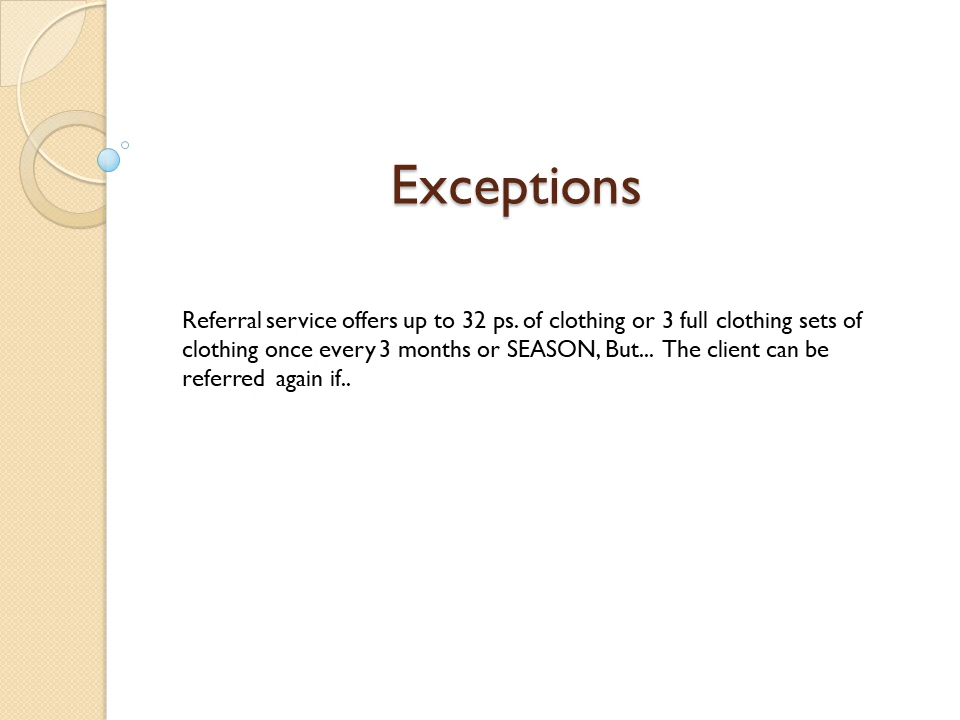 Exceptions
Referral service offers up to 32 ps. of clothing or 3 full clothing sets of
clothing once every 3 months or SEASON, But... The client can be
referred again if..